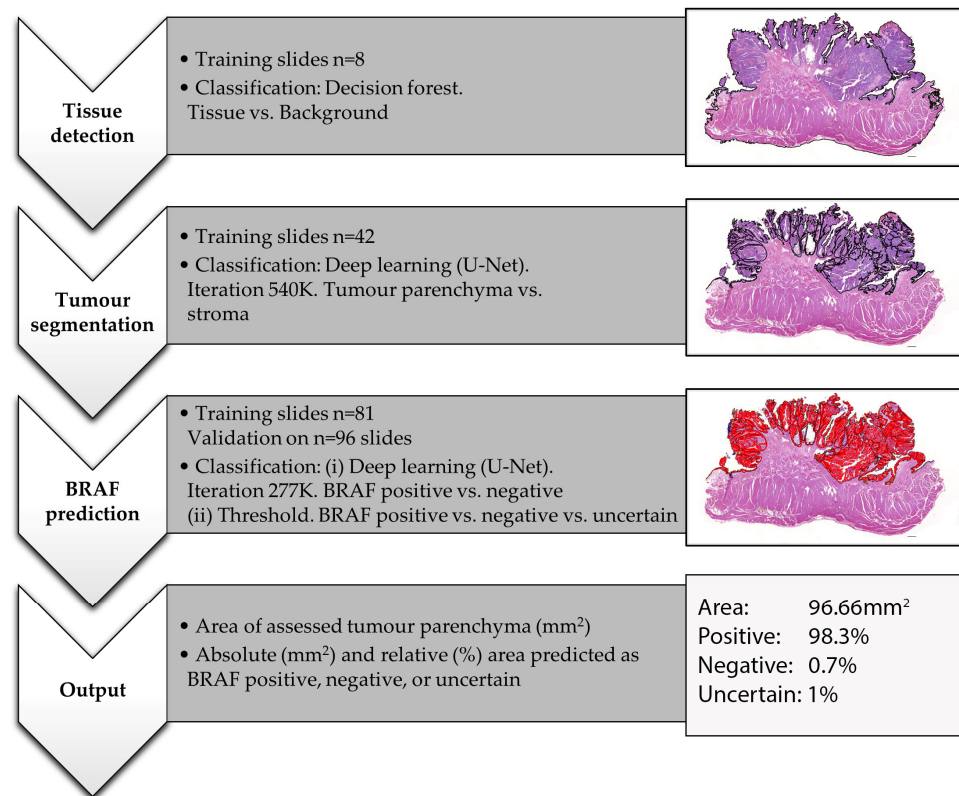 Tissue
detection
• Training slides n=8
• Classification: Decision forest.
Tissue vs. Background
Tumour
segmentation
• Training slides n=42
• Classification: Deep learning (U-Net).
Iteration 540K. Tumour parenchyma vs.
stroma
BRAF
prediction
• Training slides n=81
Validation on n=96 slides
• Classification: (i) Deep learning (U-Net).
Iteration 277K. BRAF positive vs. negative
(ii) Threshold. BRAF positive vs. negative vs. uncertain
Output
• Area of assessed tumour parenchyma (mm²)
• Absolute (mm²) and relative (%) area predicted as
BRAF positive, negative, or uncertain
Area: 96.66mm²
Positive: 98.3%
Negative: 0.7%
Uncertain: 1%